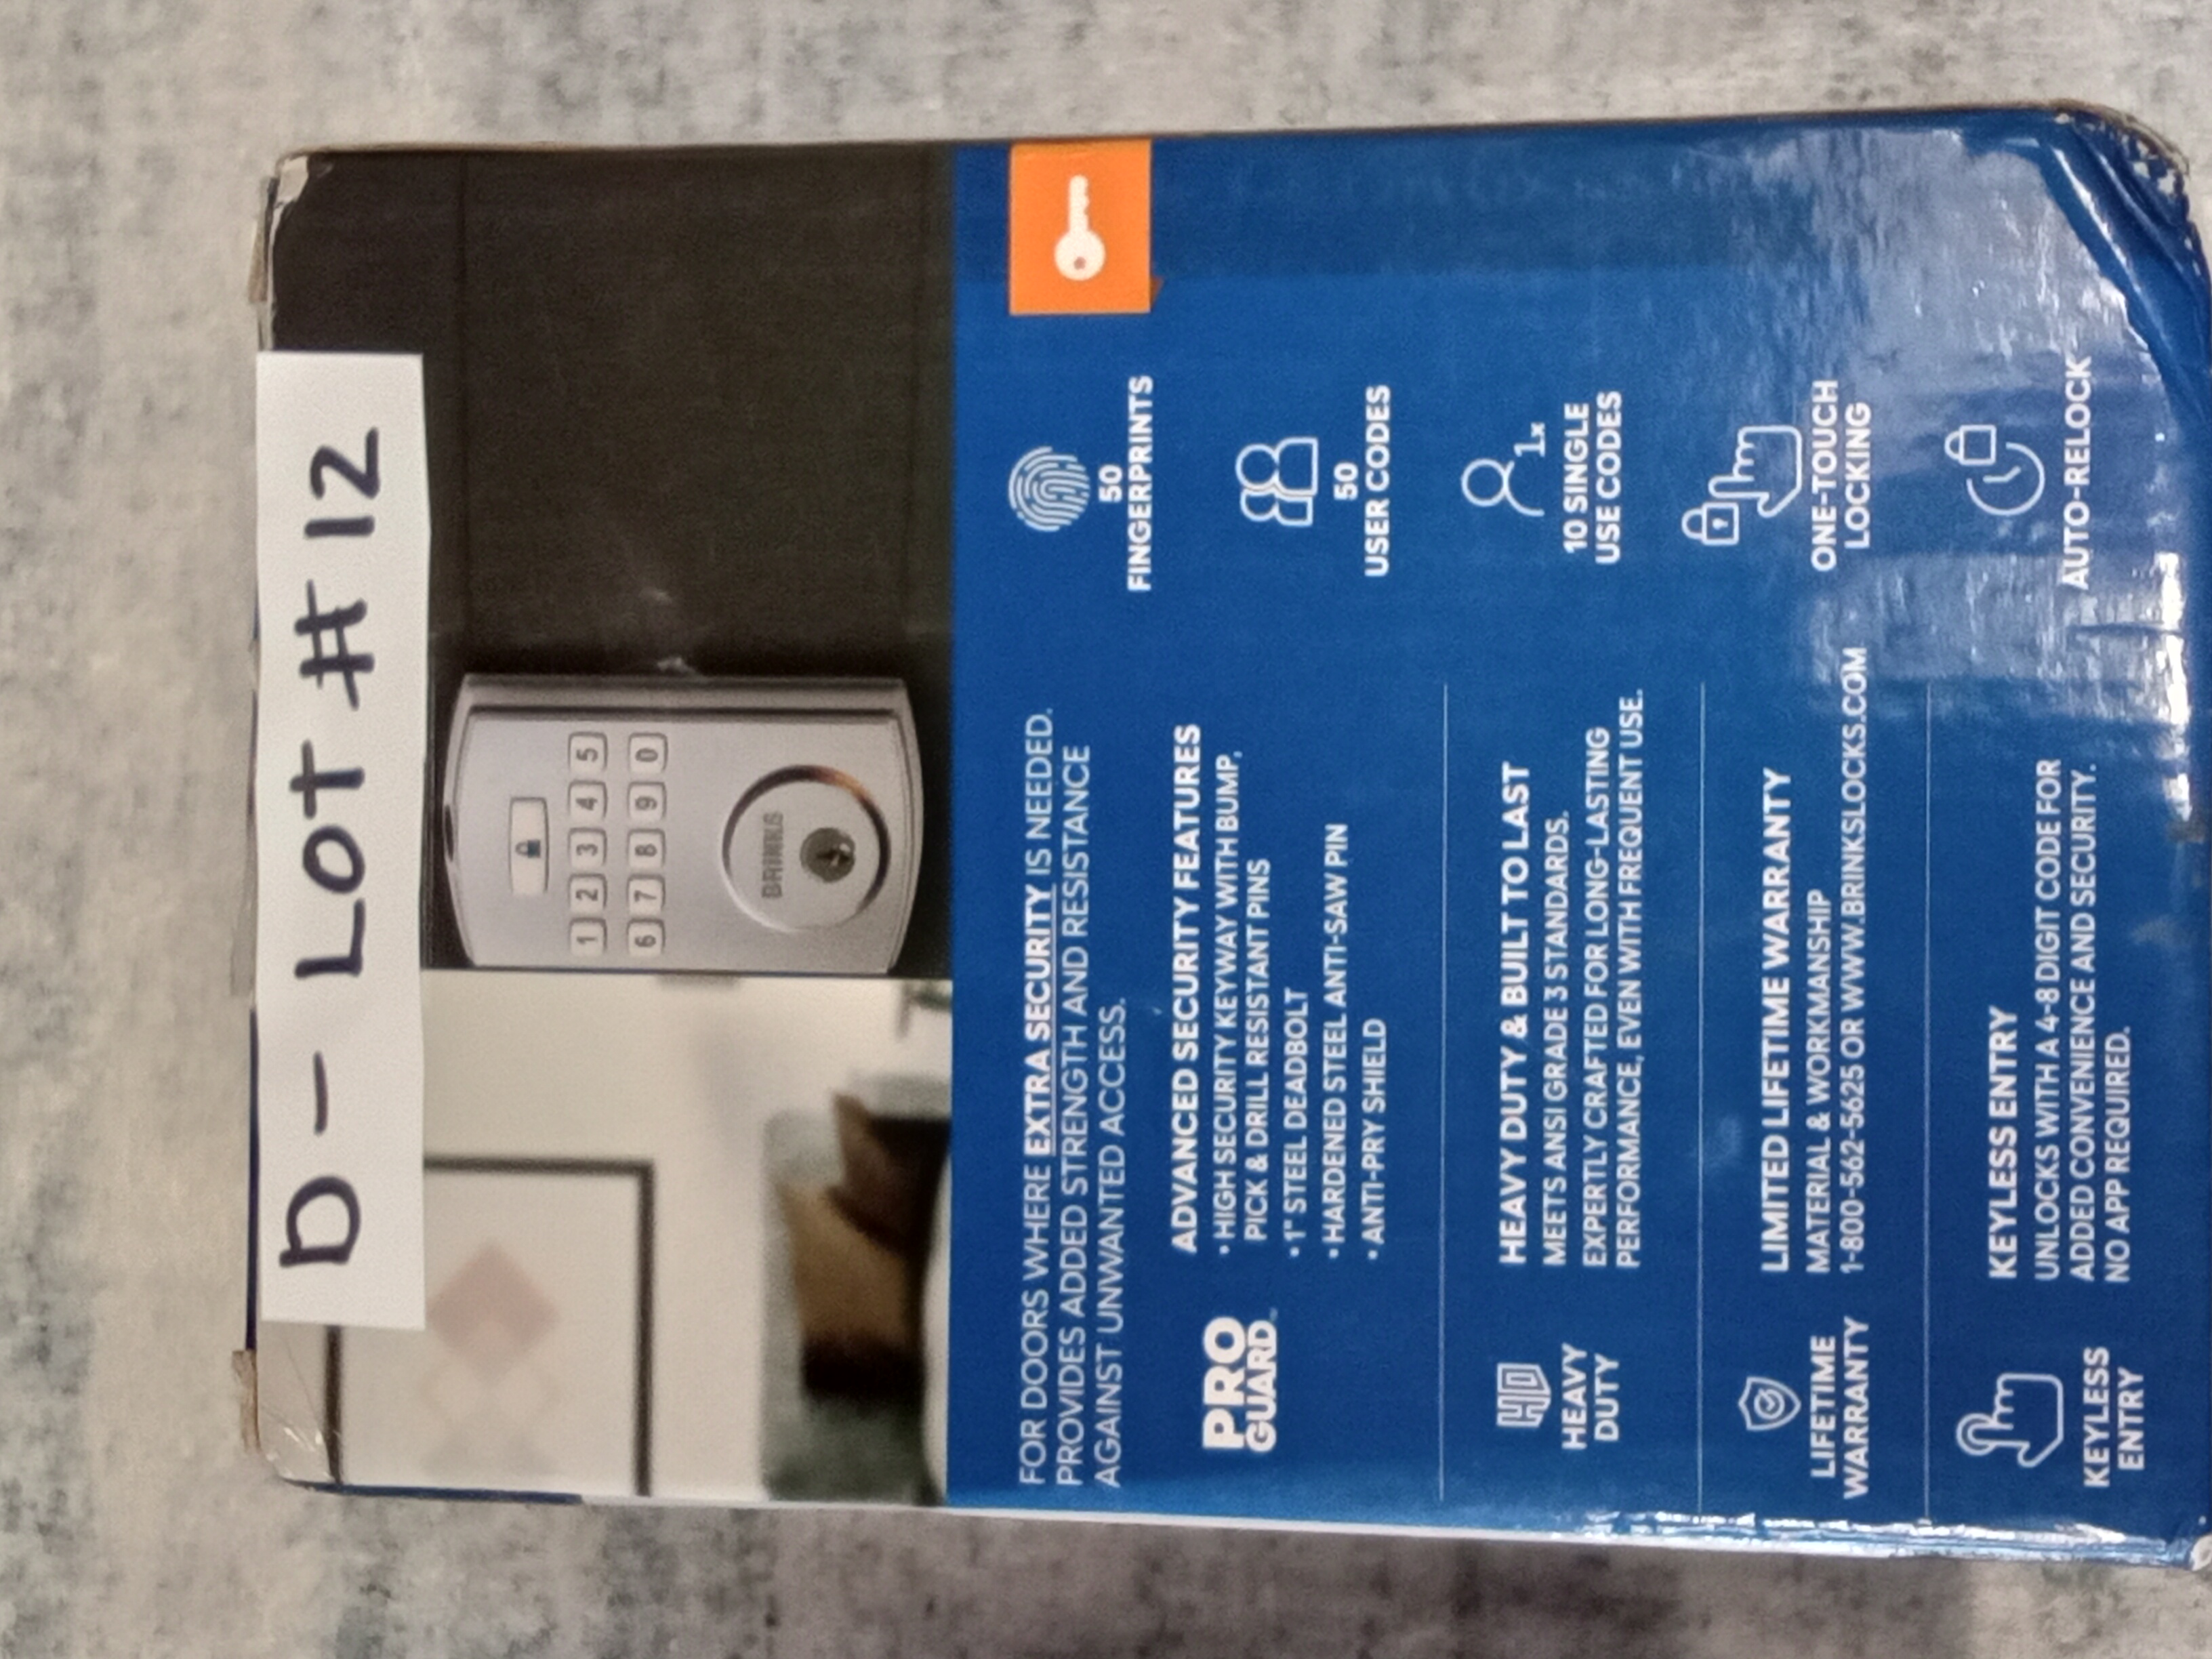 D - LOT # 12
1 2 3 4 5
6 7 8 9 0
BRINKS
FOR DOORS WHERE EXTRA SECURITY IS NEEDED.
PROVIDES ADDED STRENGTH AND RESISTANCE
AGAINST UNWANTED ACCESS.
PRO
GUARD™
ADVANCED SECURITY FEATURES
• HIGH SECURITY KEYWAY WITH BUMP,
PICK & DRILL RESISTANT PINS
• 1" STEEL DEADBOLT
• HARDENED STEEL ANTI-SAW PIN
• ANTI-PRY SHIELD
HD
HEAVY
DUTY
HEAVY DUTY & BUILT TO LAST
MEETS ANSI GRADE 3 STANDARDS.
EXPERTLY CRAFTED FOR LONG-LASTING
PERFORMANCE, EVEN WITH FREQUENT USE.
LIFETIME
WARRANTY
LIMITED LIFETIME WARRANTY
MATERIAL & WORKMANSHIP
1-800-562-5625 OR WWW.BRINKSLOCKS.COM
KEYLESS
ENTRY
KEYLESS ENTRY
UNLOCKS WITH A 4-8 DIGIT CODE FOR
ADDED CONVENIENCE AND SECURITY.
NO APP REQUIRED.
50
FINGERPRINTS
50
USER CODES
1x
10 SINGLE
USE CODES
ONE-TOUCH
LOCKING
AUTO-RELOCK